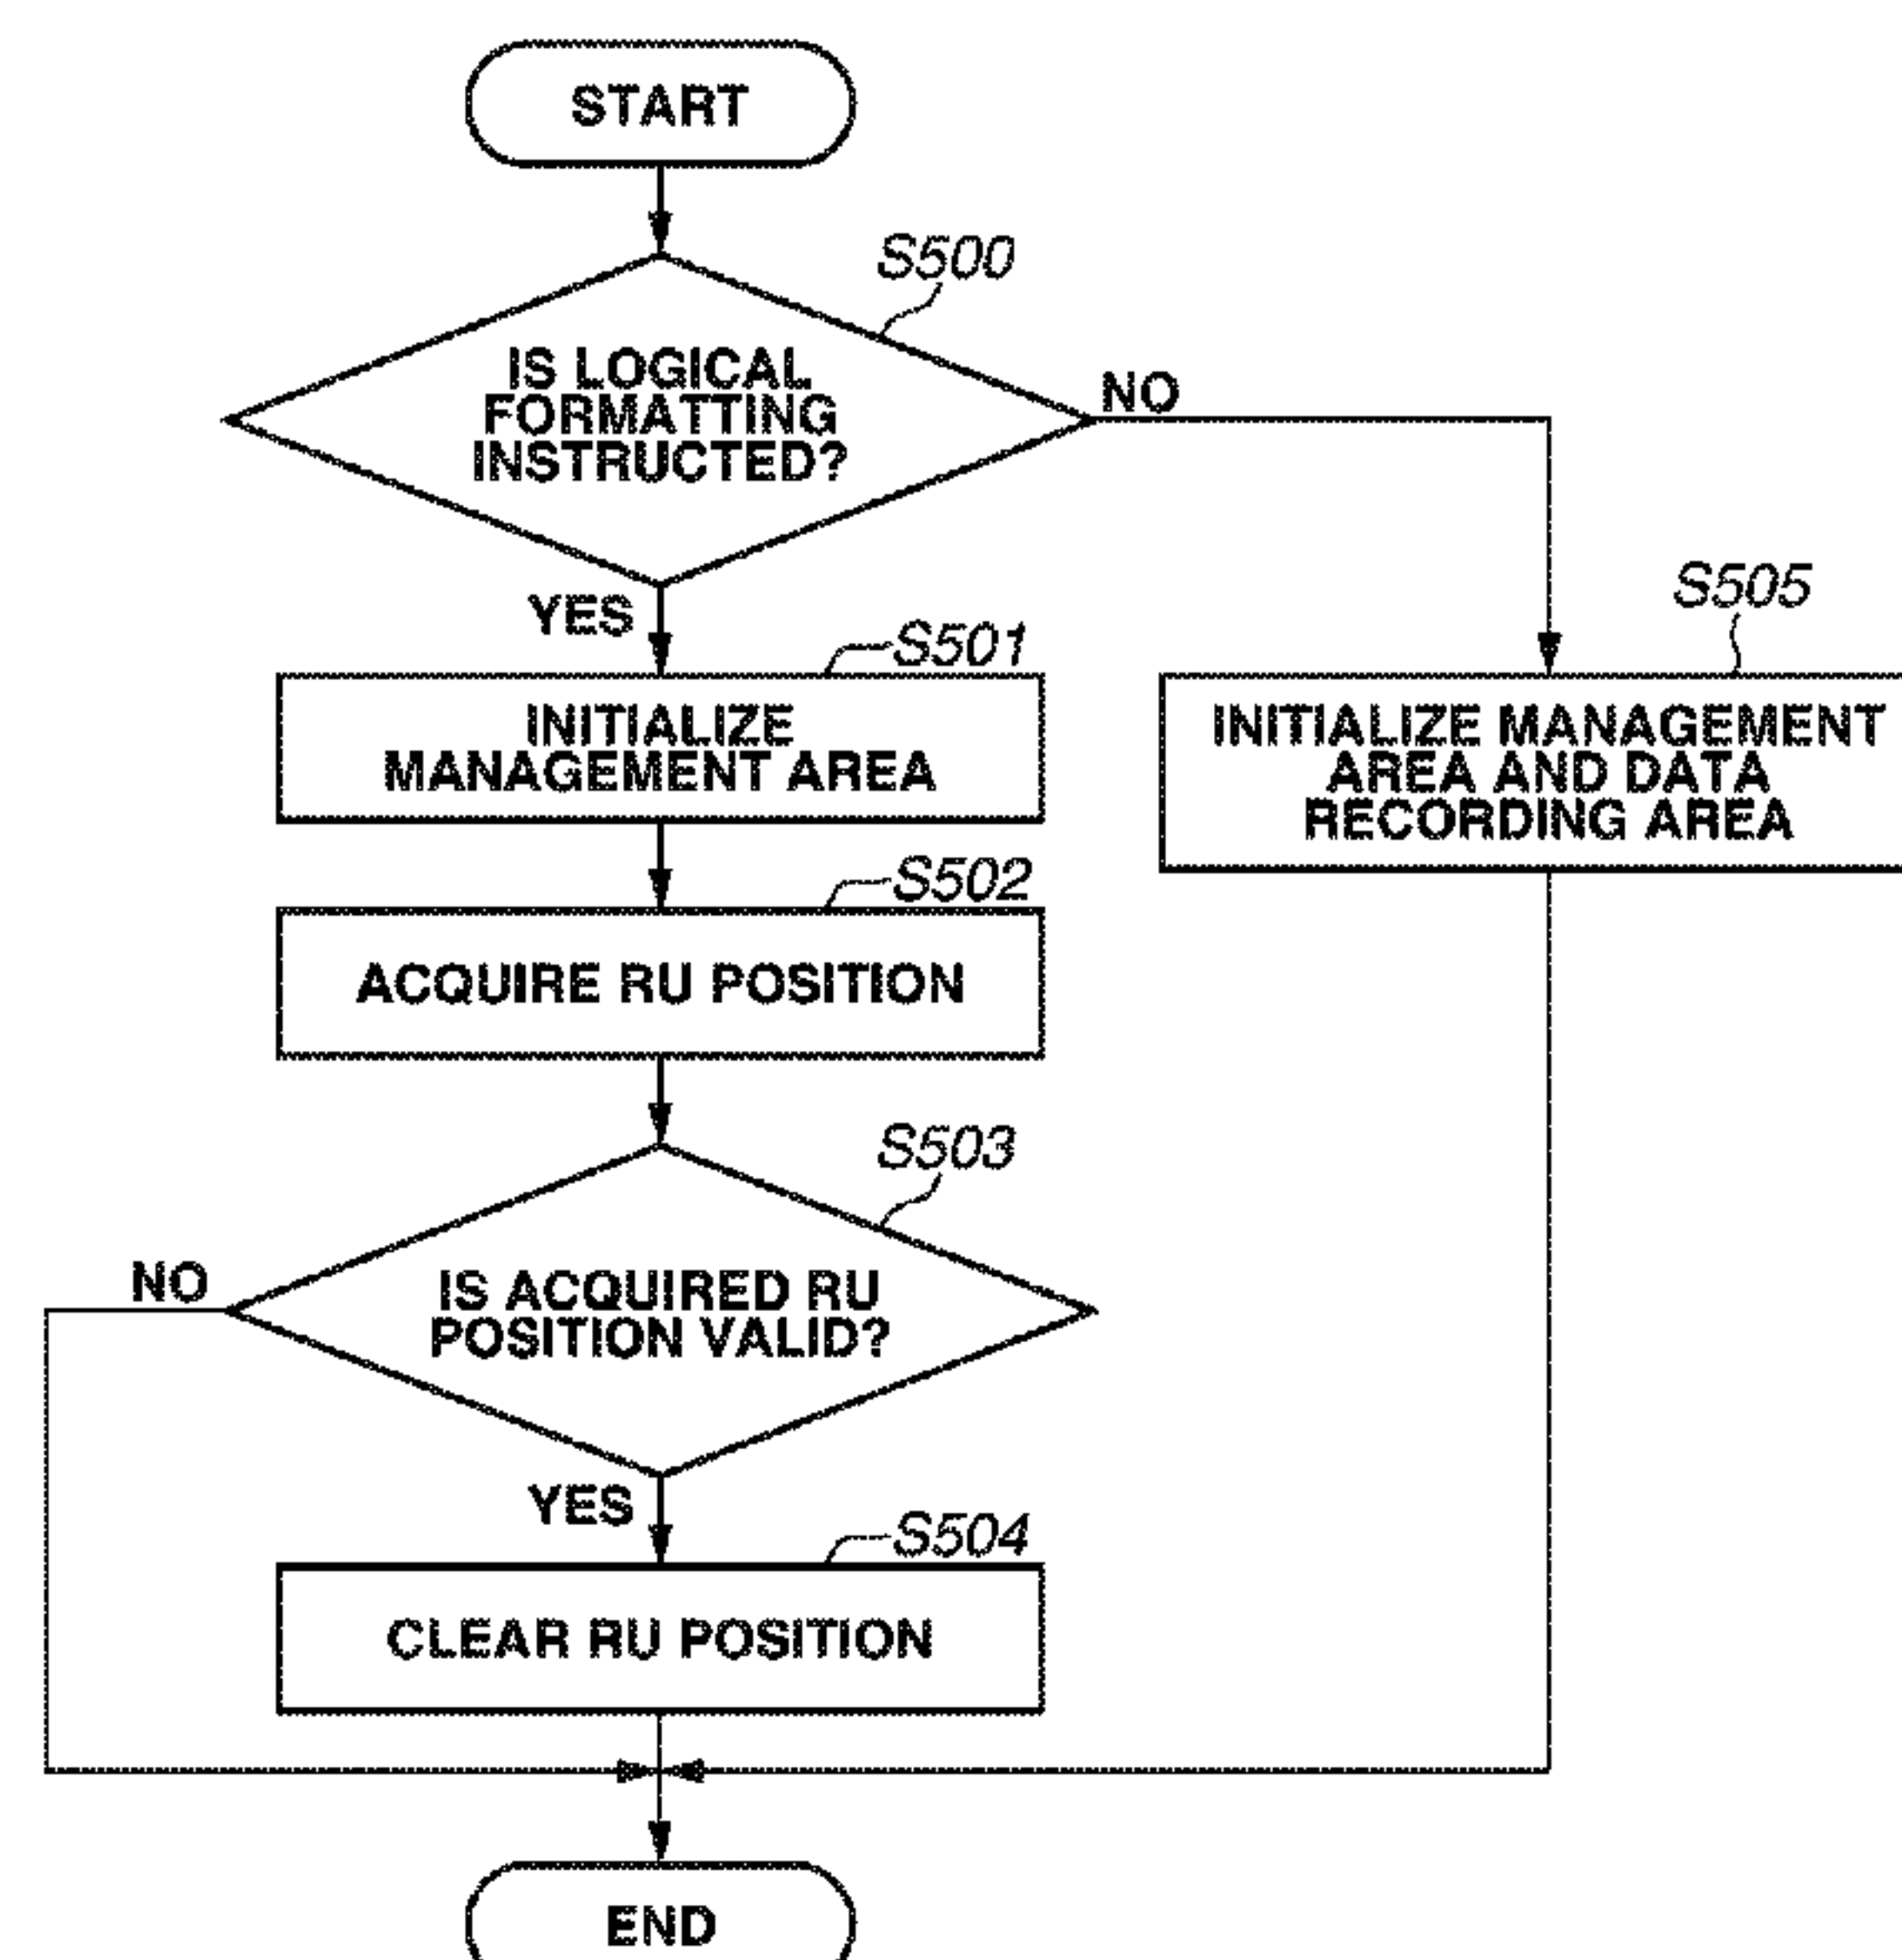 START
S500
IS LOGICAL
FORMATTING
INSTRUCTED?
NO
YES
S501
INITIALIZE
MANAGEMENT AREA
S505
INITIALIZE MANAGEMENT
AREA AND DATA
RECORDING AREA
S502
ACQUIRE RU POSITION
S503
IS ACQUIRED RU
POSITION VALID?
NO
YES
S504
CLEAR RU POSITION
END